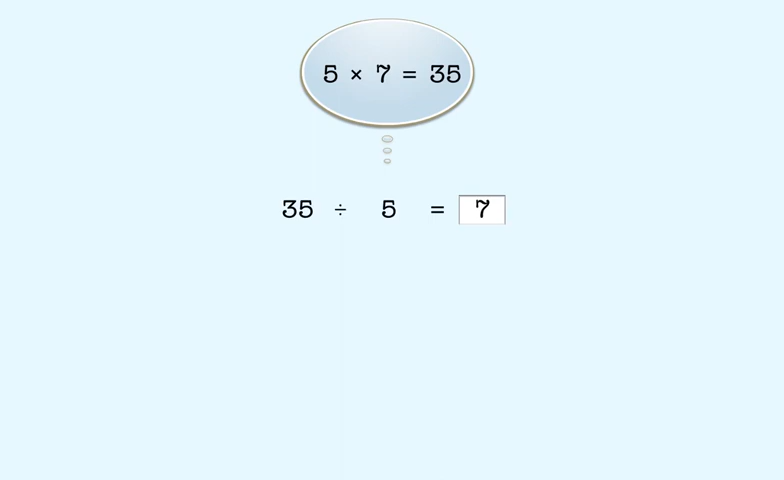 5 × 7 = 35
35 ÷ 5 = 7